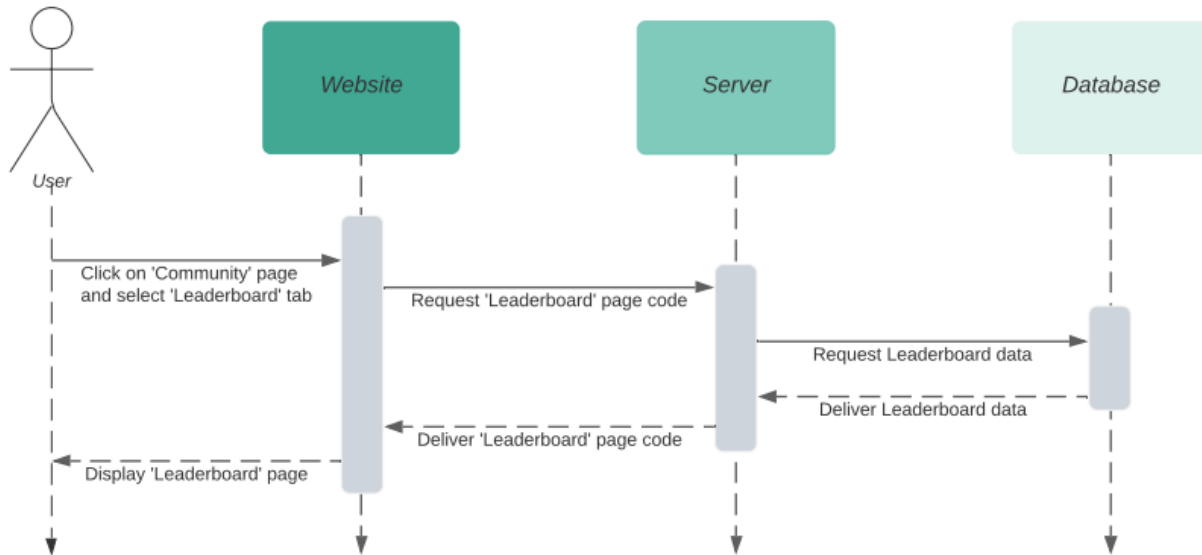 Website
Server
Database
User
Click on 'Community' page
and select 'Leaderboard' tab
Request 'Leaderboard' page code
Request Leaderboard data
Deliver Leaderboard data
Deliver 'Leaderboard' page code
Display 'Leaderboard' page